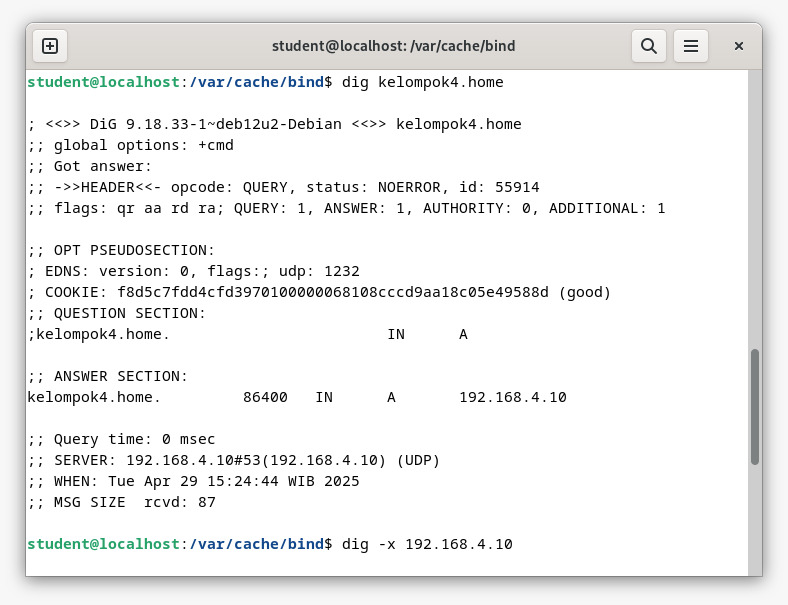 student@localhost: /var/cache/bind
student@localhost:/var/cache/bind$ dig kelompok4.home
; <<>> DiG 9.18.33-1~deb12u2-Debian <<>> kelompok4.home
;; global options: +cmd
;; Got answer:
;; ->>HEADER<<- opcode: QUERY, status: NOERROR, id: 55914
;; flags: qr aa rd ra; QUERY: 1, ANSWER: 1, AUTHORITY: 0, ADDITIONAL: 1
;; OPT PSEUDOSECTION:
; EDNS: version: 0, flags:; udp: 1232
; COOKIE: f8d5c7fdd4cfd3970100000068108cccd9aa18c05e49588d (good)
;; QUESTION SECTION:
;kelompok4.home. IN A
;; ANSWER SECTION:
kelompok4.home. 86400 IN A 192.168.4.10
;; Query time: 0 msec
;; SERVER: 192.168.4.10#53(192.168.4.10) (UDP)
;; WHEN: Tue Apr 29 15:24:44 WIB 2025
;; MSG SIZE rcvd: 87
student@localhost:/var/cache/bind$ dig -x 192.168.4.10